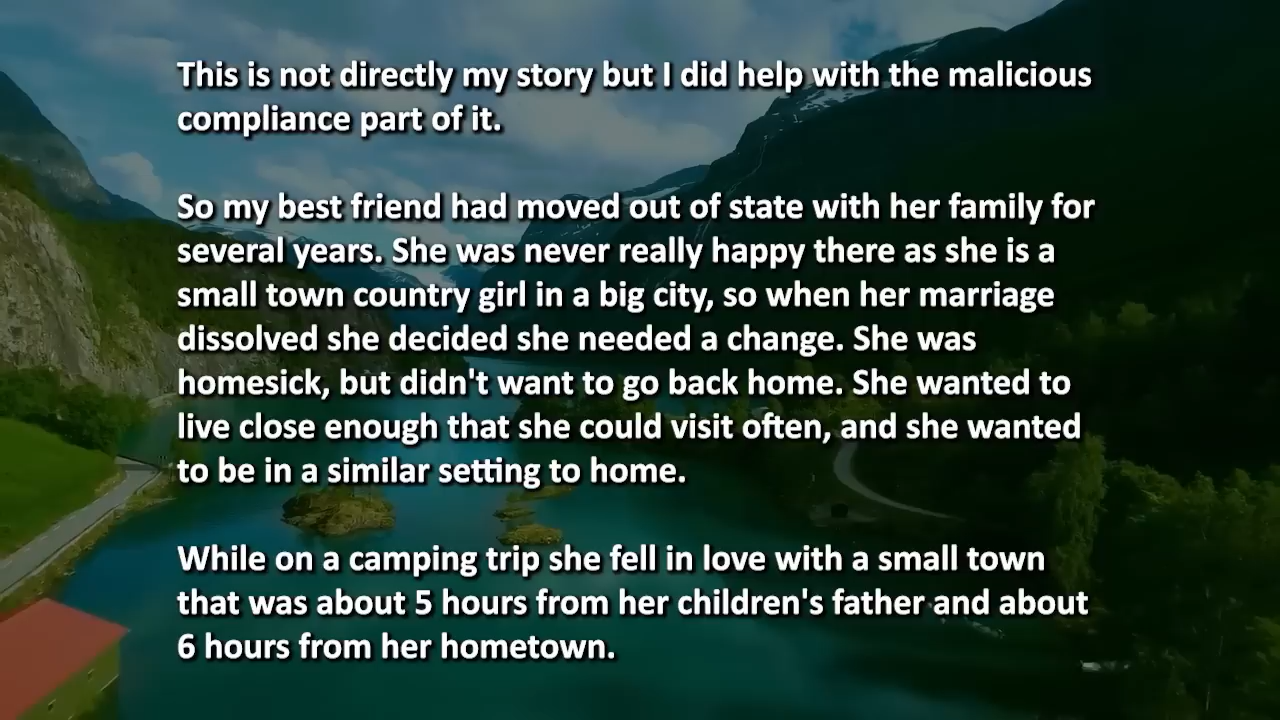 This is not directly my story but I did help with the malicious
compliance part of it.
So my best friend had moved out of state with her family for
several years. She was never really happy there as she is a
small town country girl in a big city, so when her marriage
dissolved she decided she needed a change. She was
homesick, but didn't want to go back home. She wanted to
live close enough that she could visit often, and she wanted
to be in a similar setting to home.
While on a camping trip she fell in love with a small town
that was about 5 hours from her children's father and about
6 hours from her hometown.